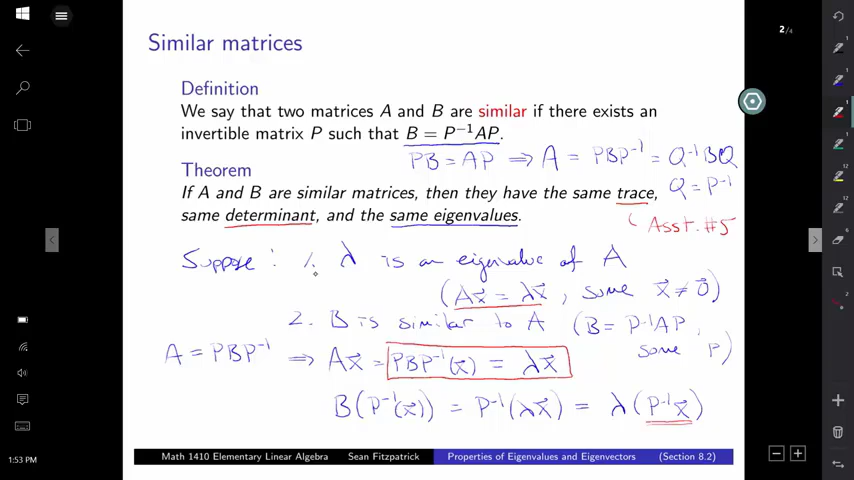 2/4
Similar matrices
Definition
We say that two matrices A and B are similar if there exists an
invertible matrix P such that B = P⁻¹AP.
PB = AP ⟹ A = PBP⁻¹ = Q⁻¹BQ
Q = P⁻¹
Theorem
If A and B are similar matrices, then they have the same trace,
same determinant, and the same eigenvalues.
( Asst. #5
Suppose : 1. λ is an eigenvalue of A
(Ax⃗ = λx⃗, some x⃗ ≠ 0⃗)
2. B is similar to A (B = P⁻¹AP,
some P)
A = PBP⁻¹ ⟹ Ax⃗ = PBP⁻¹(x⃗) = λx⃗
B(P⁻¹(x⃗)) = P⁻¹(λx⃗) = λ(P⁻¹x⃗)
Math 1410 Elementary Linear Algebra Sean Fitzpatrick Properties of Eigenvalues and Eigenvectors (Section 8.2)
1:53 PM